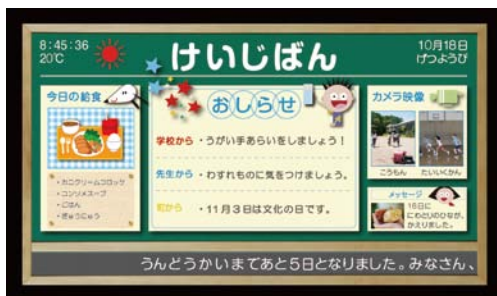 8:45:36
20℃
けいじばん
10月18日
げつようび
今日の給食
・カニクリームコロッケ
・コンソメスープ
・ごはん
・ぎゅうにゅう
おしらせ
学校から・うがい手あらいをしましょう！
先生から・わすれものに気をつけましょう。
町から・11月3日は文化の日です。
カメラ映像
こうもん たいいくかん
メッセージ
16日に
にわとりのひなが、
かえりました。
うんどうかいまであと5日となりました。みなさん、